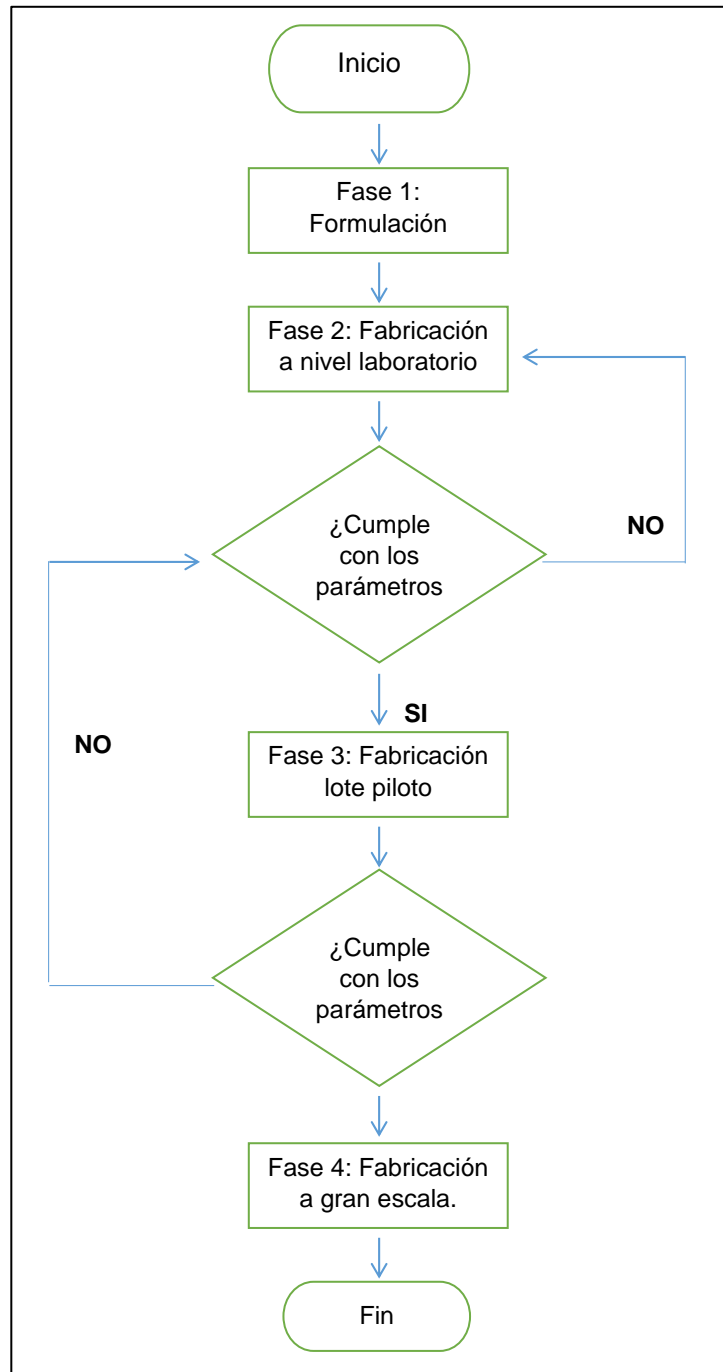 Inicio
Fase 1:
Formulación
Fase 2: Fabricación
a nivel laboratorio
¿Cumple
con los
parámetros
NO
SI
NO
Fase 3: Fabricación
lote piloto
¿Cumple
con los
parámetros
Fase 4: Fabricación
a gran escala.
Fin